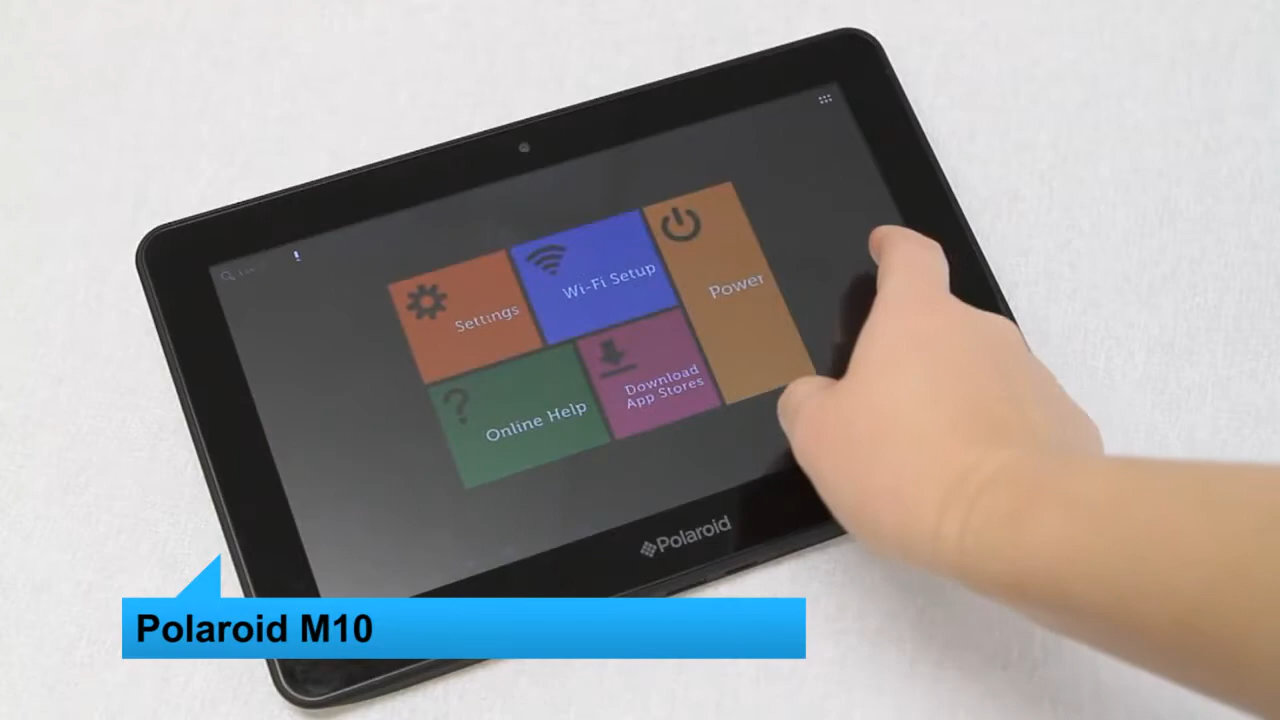 Settings
Wi-Fi Setup
Power
Online Help
Download
App Stores
Polaroid
Polaroid M10